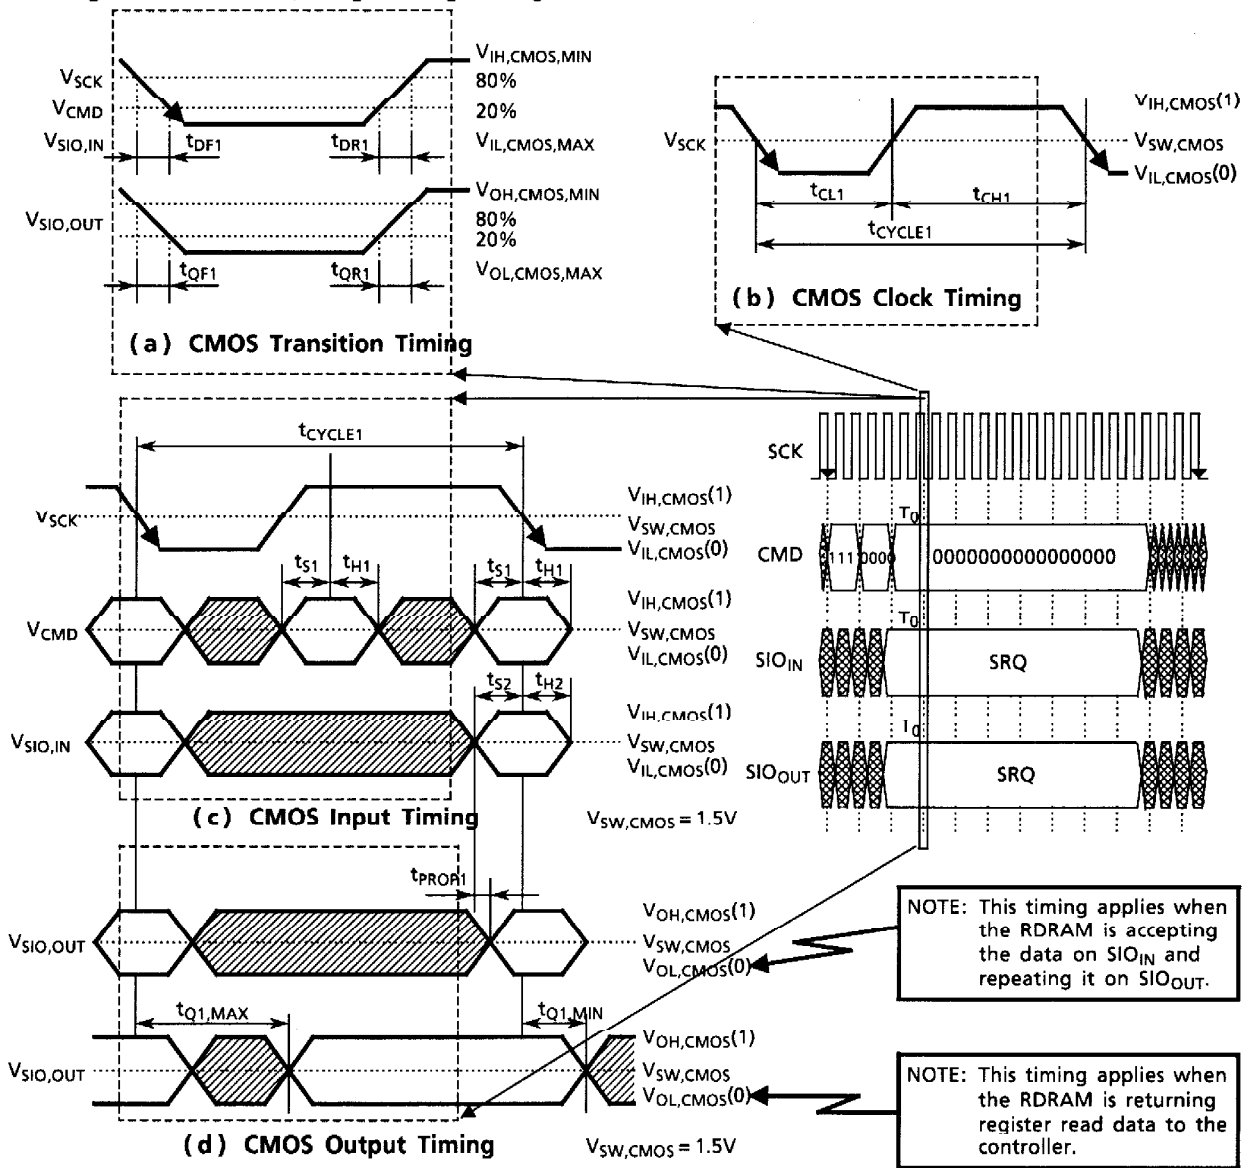 VSCK
VCMD
VSIO,IN
VIH,CMOS,MIN
80%
20%
VIL,CMOS,MAX
tDF1
tDR1
VSIO,OUT
VOH,CMOS,MIN
80%
20%
VOL,CMOS,MAX
tQF1
tQR1
(a) CMOS Transition Timing
VSCK
VIH,CMOS(1)
VSW,CMOS
VIL,CMOS(0)
tCL1
tCH1
tCYCLE1
(b) CMOS Clock Timing
tCYCLE1
VSCK
VIH,CMOS(1)
VSW,CMOS
VIL,CMOS(0)
tS1
tH1
tS1
tH1
VCMD
VIH,CMOS(1)
VSW,CMOS
VIL,CMOS(0)
tS2
tH2
VSIO,IN
VIH,CMOS(1)
VSW,CMOS
VIL,CMOS(0)
(c) CMOS Input Timing
VSW,CMOS = 1.5V
SCK
T0
CMD
111
0000
0000000000000000
T0
SIOIN
SRQ
T0
SIOOUT
SRQ
tPROP1
VSIO,OUT
VOH,CMOS(1)
VSW,CMOS
VOL,CMOS(0)
tQ1,MAX
tQ1,MIN
VSIO,OUT
VOH,CMOS(1)
VSW,CMOS
VOL,CMOS(0)
(d) CMOS Output Timing
VSW,CMOS = 1.5V
NOTE: This timing applies when
the RDRAM is accepting
the data on SIOIN and
repeating it on SIOOUT.
NOTE: This timing applies when
the RDRAM is returning
register read data to the
controller.